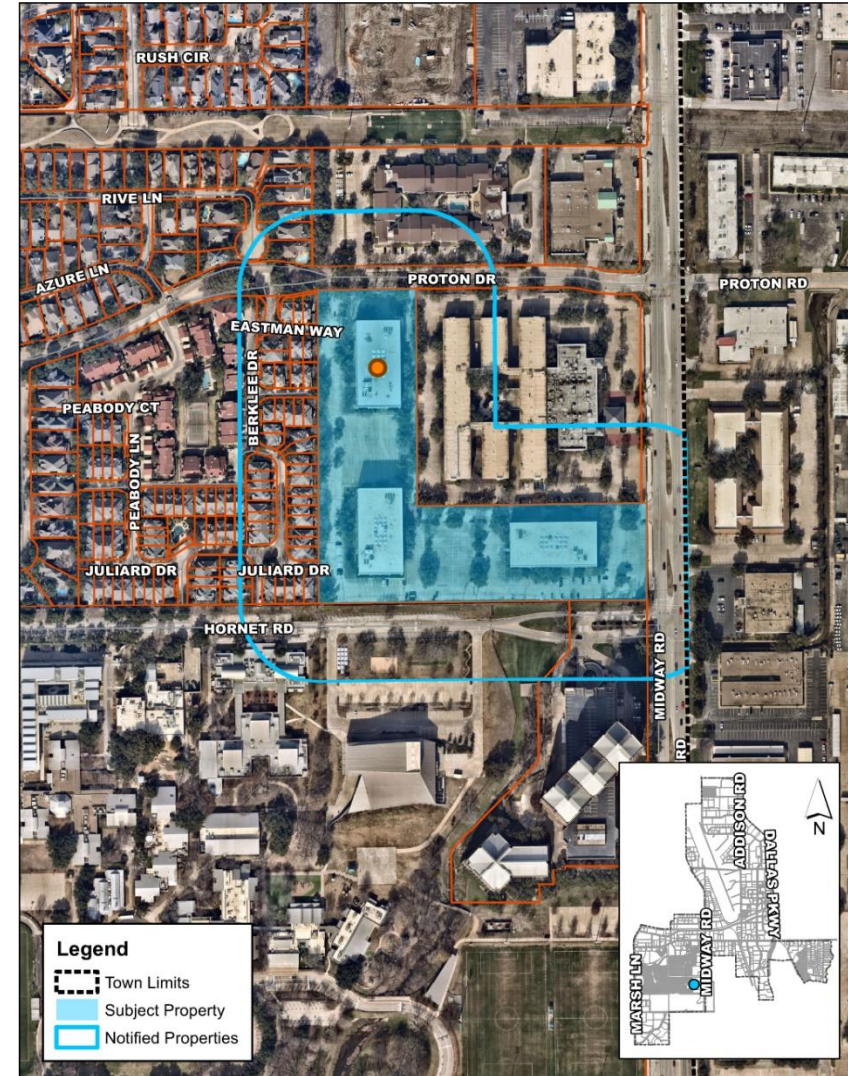 RUSH CIR
RIVE LN
AZURE LN
PROTON DR
PROTON RD
EASTMAN WAY
BERKLEE DR
PEABODY CT
PEABODY LN
JULIARD DR
JULIARD DR
HORNET RD
MIDWAY RD
RD
Legend
Town Limits
Subject Property
Notified Properties
ADDISON RD
DALLAS PKWY
MIDWAY RD
MARSH LN
N